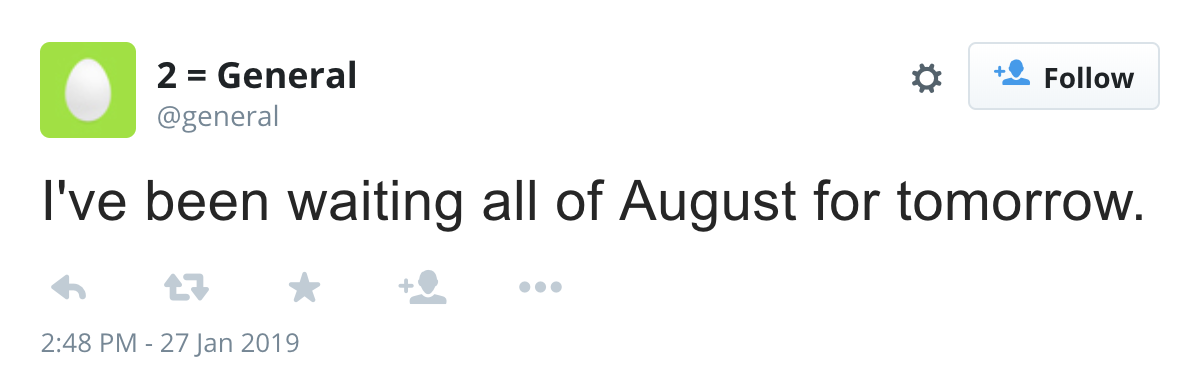 2 = General
@general
Follow
I've been waiting all of August for tomorrow.
2:48 PM - 27 Jan 2019